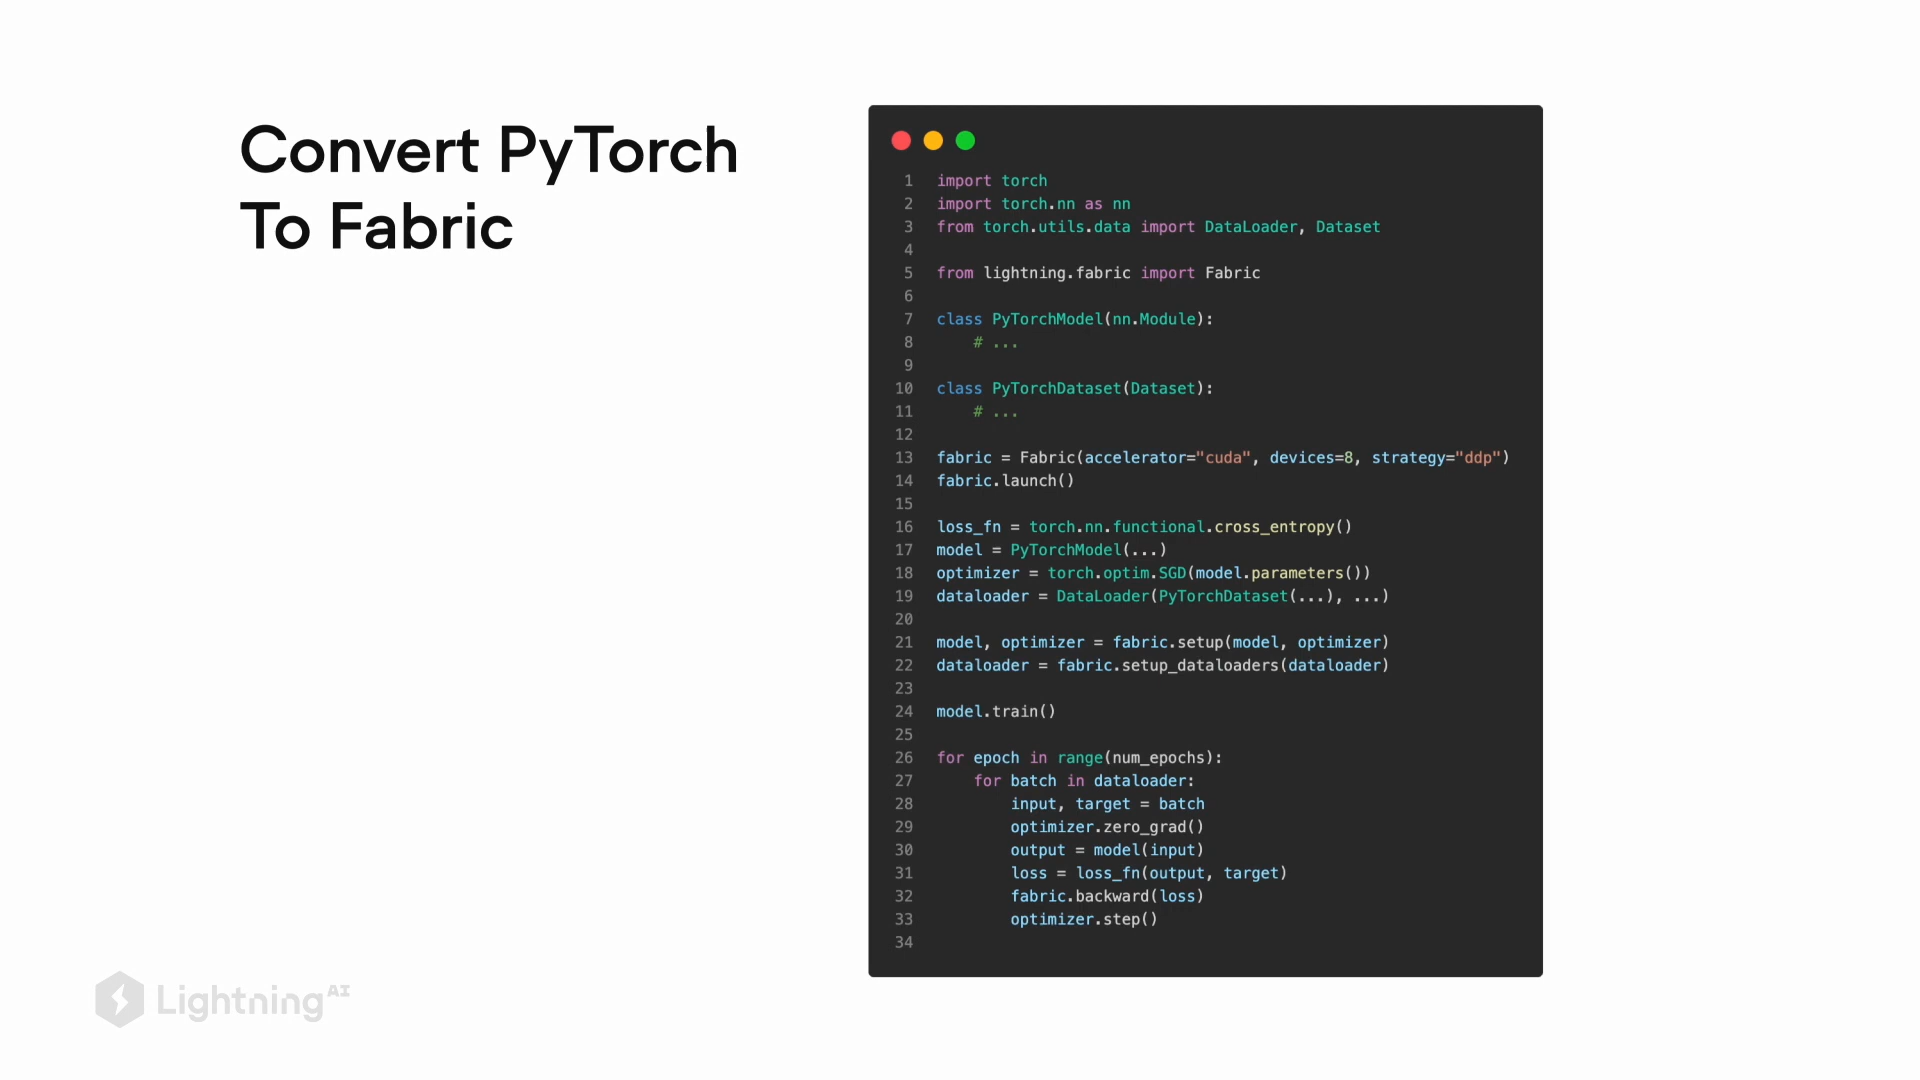 Convert PyTorch
To Fabric
1 import torch
2 import torch.nn as nn
3 from torch.utils.data import DataLoader, Dataset
4
5 from lightning.fabric import Fabric
6
7 class PyTorchModel(nn.Module):
8     # ...
9
10 class PyTorchDataset(Dataset):
11     # ...
12
13 fabric = Fabric(accelerator="cuda", devices=8, strategy="ddp")
14 fabric.launch()
15
16 loss_fn = torch.nn.functional.cross_entropy()
17 model = PyTorchModel(...)
18 optimizer = torch.optim.SGD(model.parameters())
19 dataloader = DataLoader(PyTorchDataset(...), ...)
20
21 model, optimizer = fabric.setup(model, optimizer)
22 dataloader = fabric.setup_dataloaders(dataloader)
23
24 model.train()
25
26 for epoch in range(num_epochs):
27     for batch in dataloader:
28         input, target = batch
29         optimizer.zero_grad()
30         output = model(input)
31         loss = loss_fn(output, target)
32         fabric.backward(loss)
33         optimizer.step()
34
Lightning AI